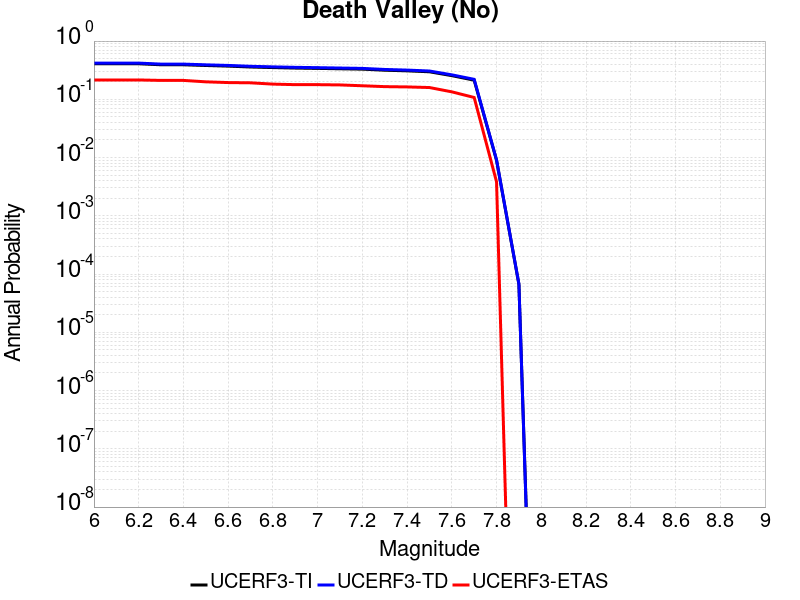 Death Valley (No)
Annual Probability
10^0
10^-1
10^-2
10^-3
10^-4
10^-5
10^-6
10^-7
10^-8
6 6.2 6.4 6.6 6.8 7 7.2 7.4 7.6 7.8 8 8.2 8.4 8.6 8.8 9
Magnitude
UCERF3-TI UCERF3-TD UCERF3-ETAS